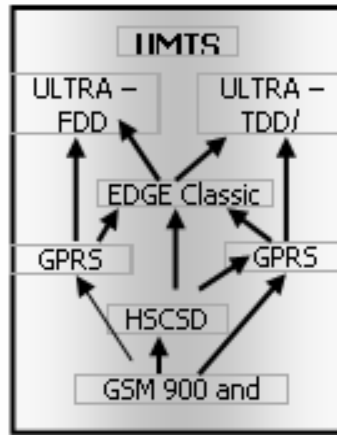 UMTS
ULTRA – ULTRA –
FDD TDD/
EDGE Classic
GPRS GPRS
HSCSD
GSM 900 and